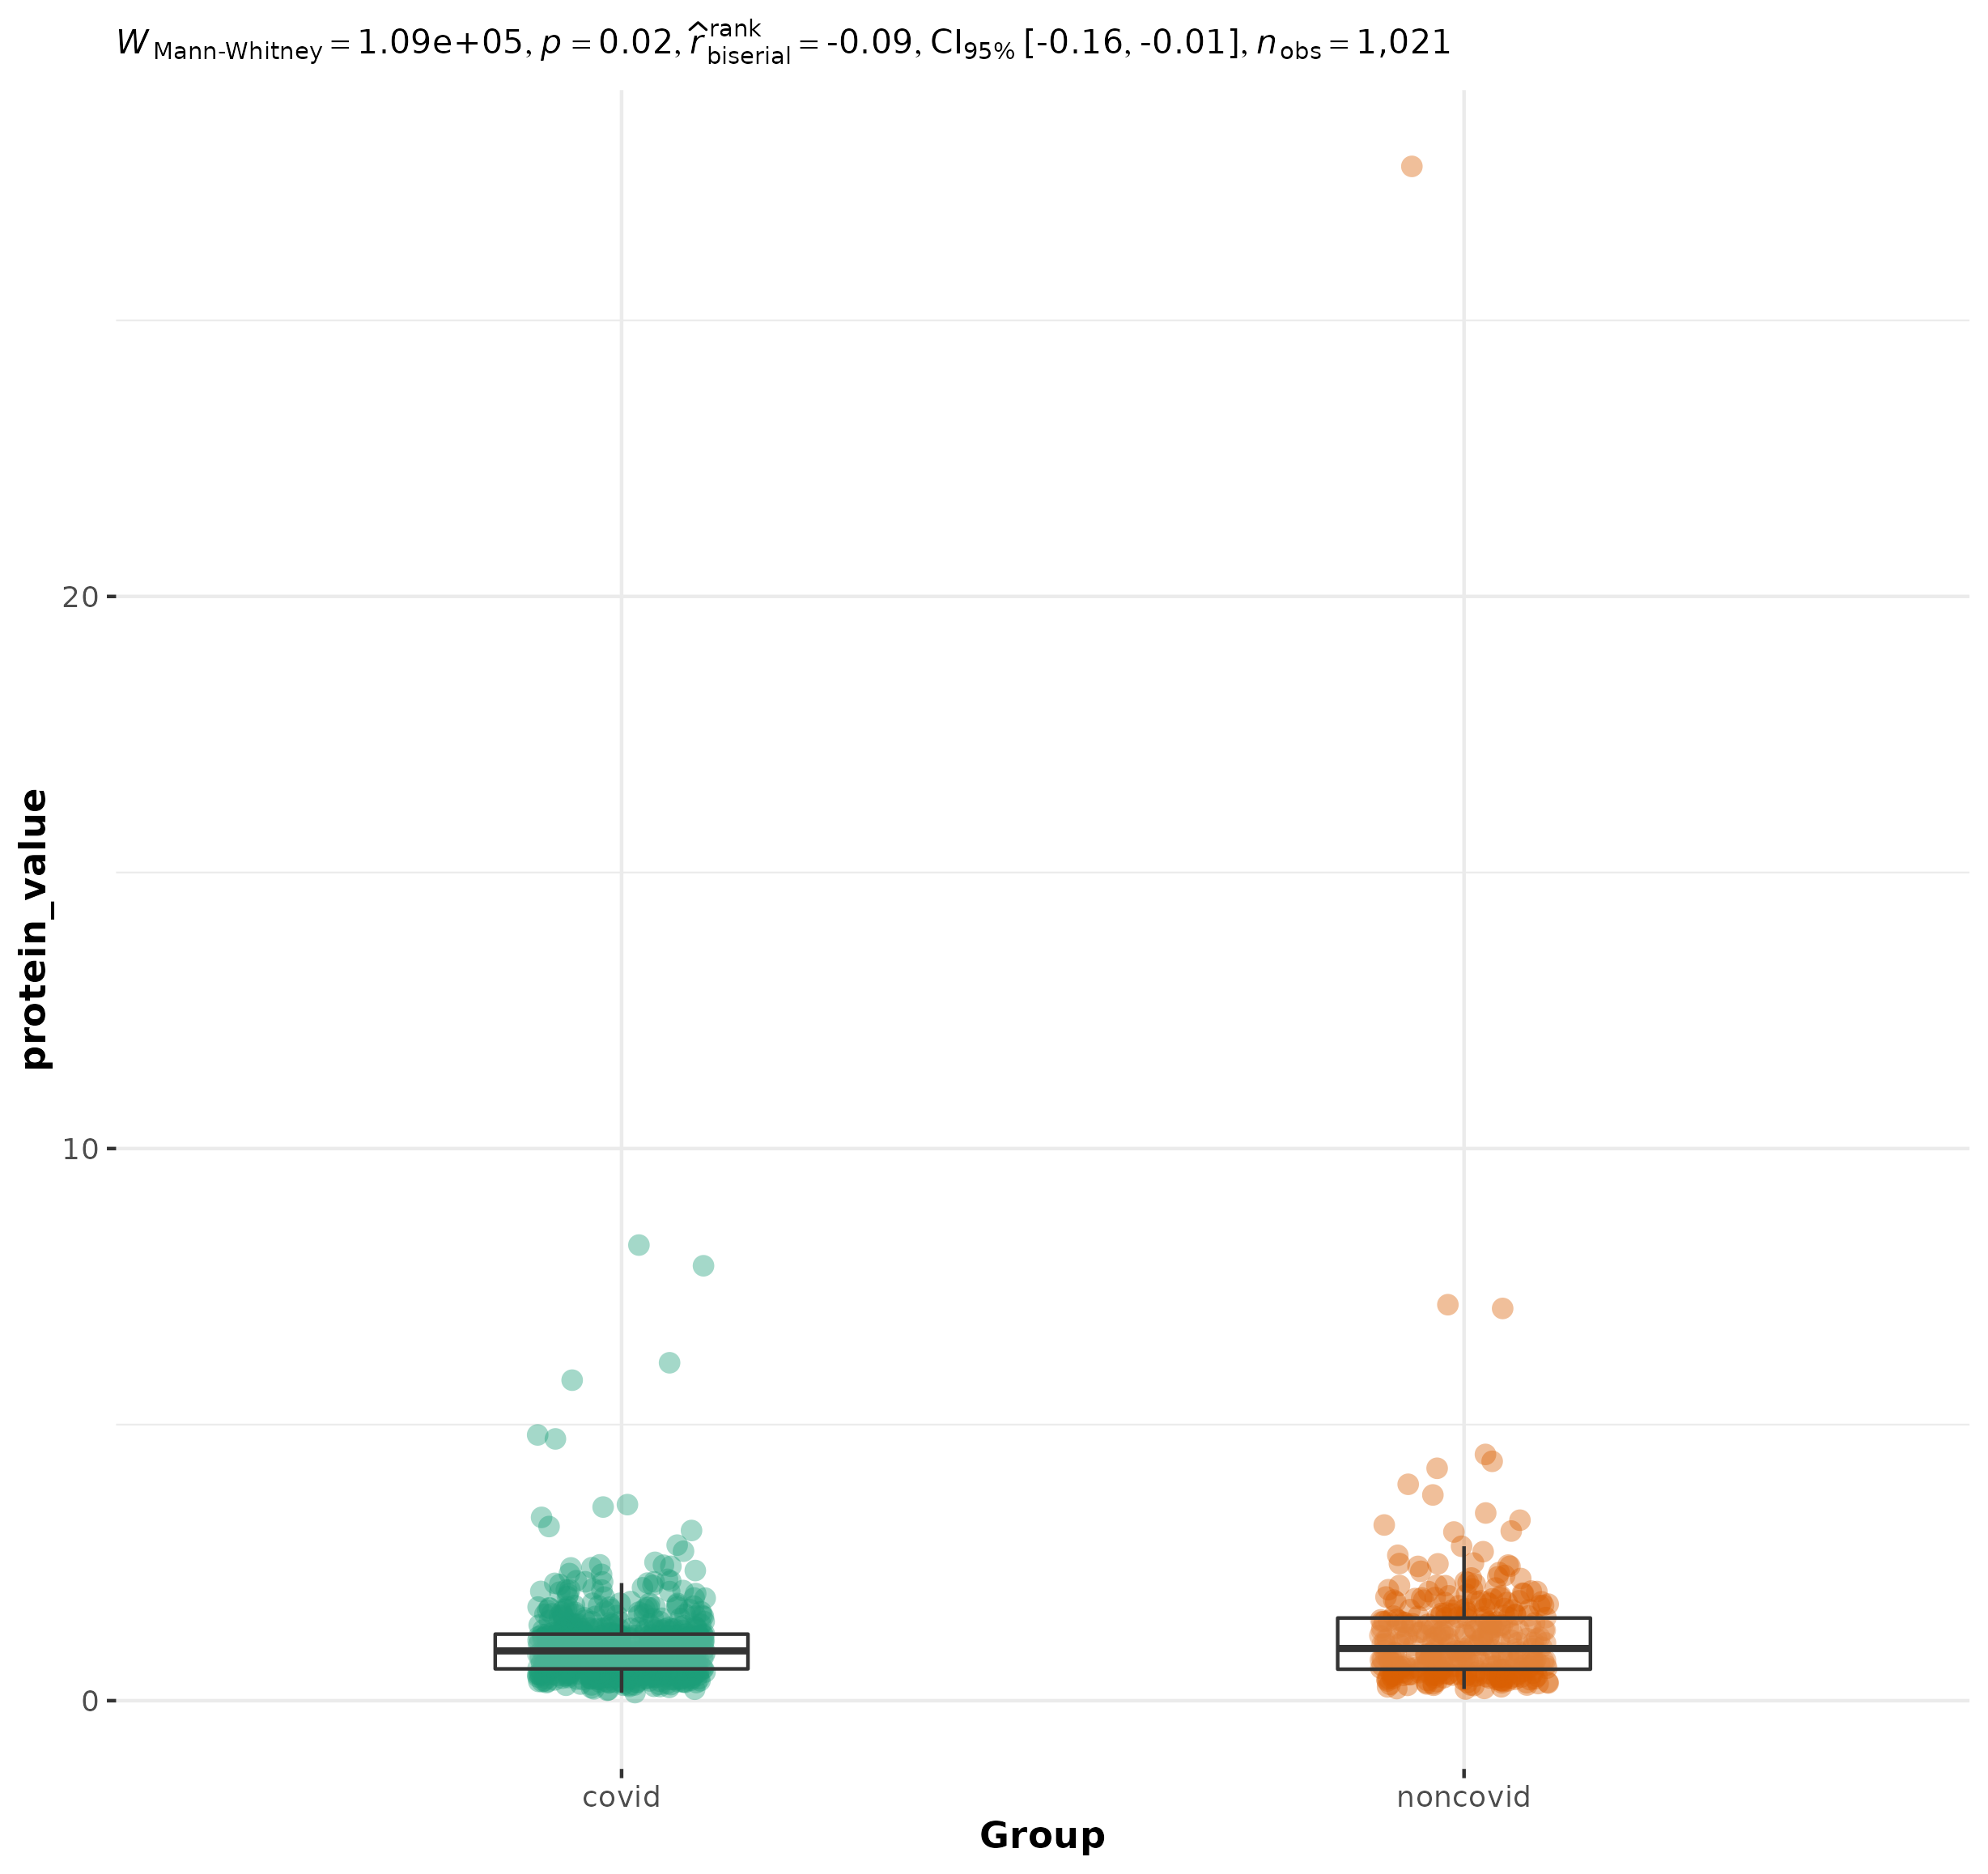 W Mann-Whitney = 1.09e+05, p = 0.02, r̂ rank biserial = -0.09, CI95% [-0.16, -0.01], nobs = 1,021
20
10
0
protein_value
covid noncovid
Group